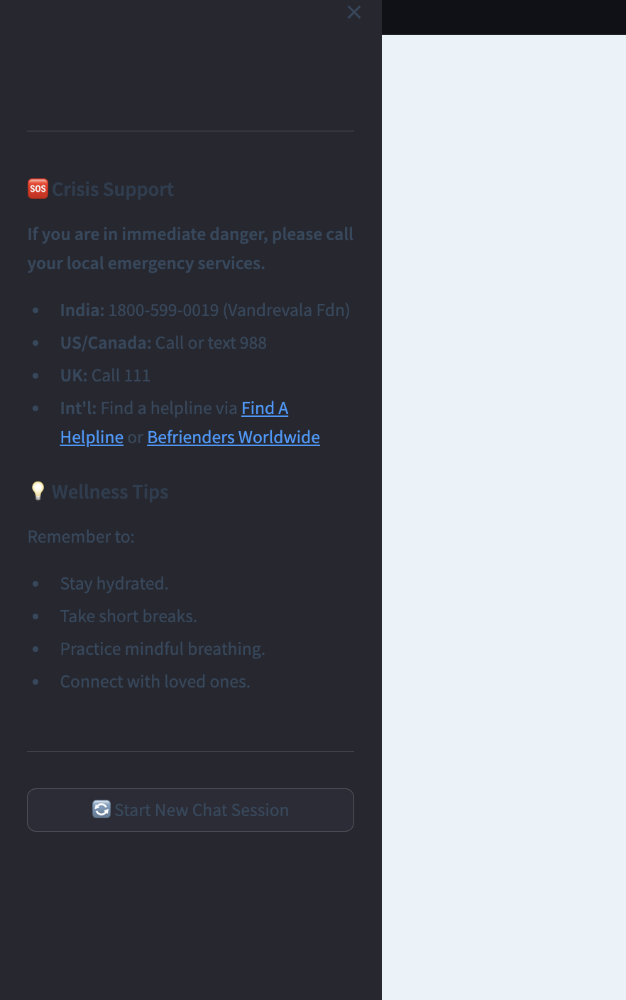 🆘 Crisis Support
If you are in immediate danger, please call
your local emergency services.
• India: 1800-599-0019 (Vandrevala Fdn)
• US/Canada: Call or text 988
• UK: Call 111
• Int'l: Find a helpline via Find A
Helpline or Befrienders Worldwide
💡 Wellness Tips
Remember to:
• Stay hydrated.
• Take short breaks.
• Practice mindful breathing.
• Connect with loved ones.
🔄 Start New Chat Session